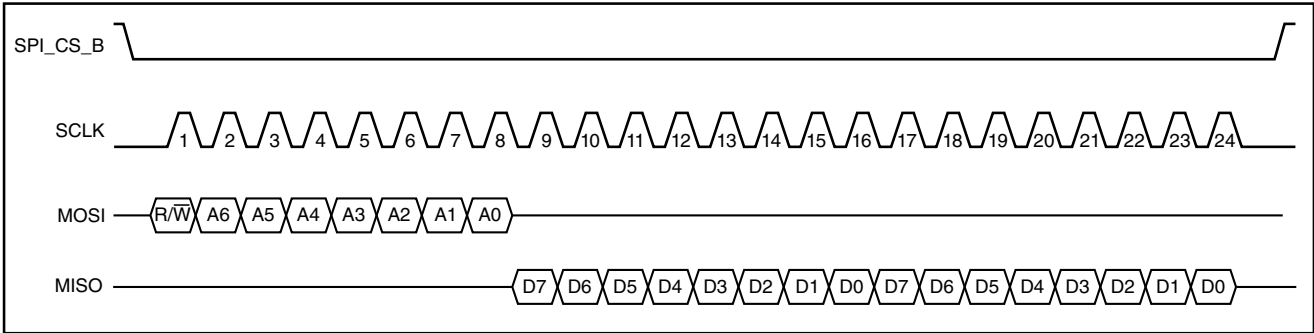 SPI_CS_B
SCLK 1 2 3 4 5 6 7 8 9 10 11 12 13 14 15 16 17 18 19 20 21 22 23 24
MOSI R/W̅ A6 A5 A4 A3 A2 A1 A0
MISO D7 D6 D5 D4 D3 D2 D1 D0 D7 D6 D5 D4 D3 D2 D1 D0